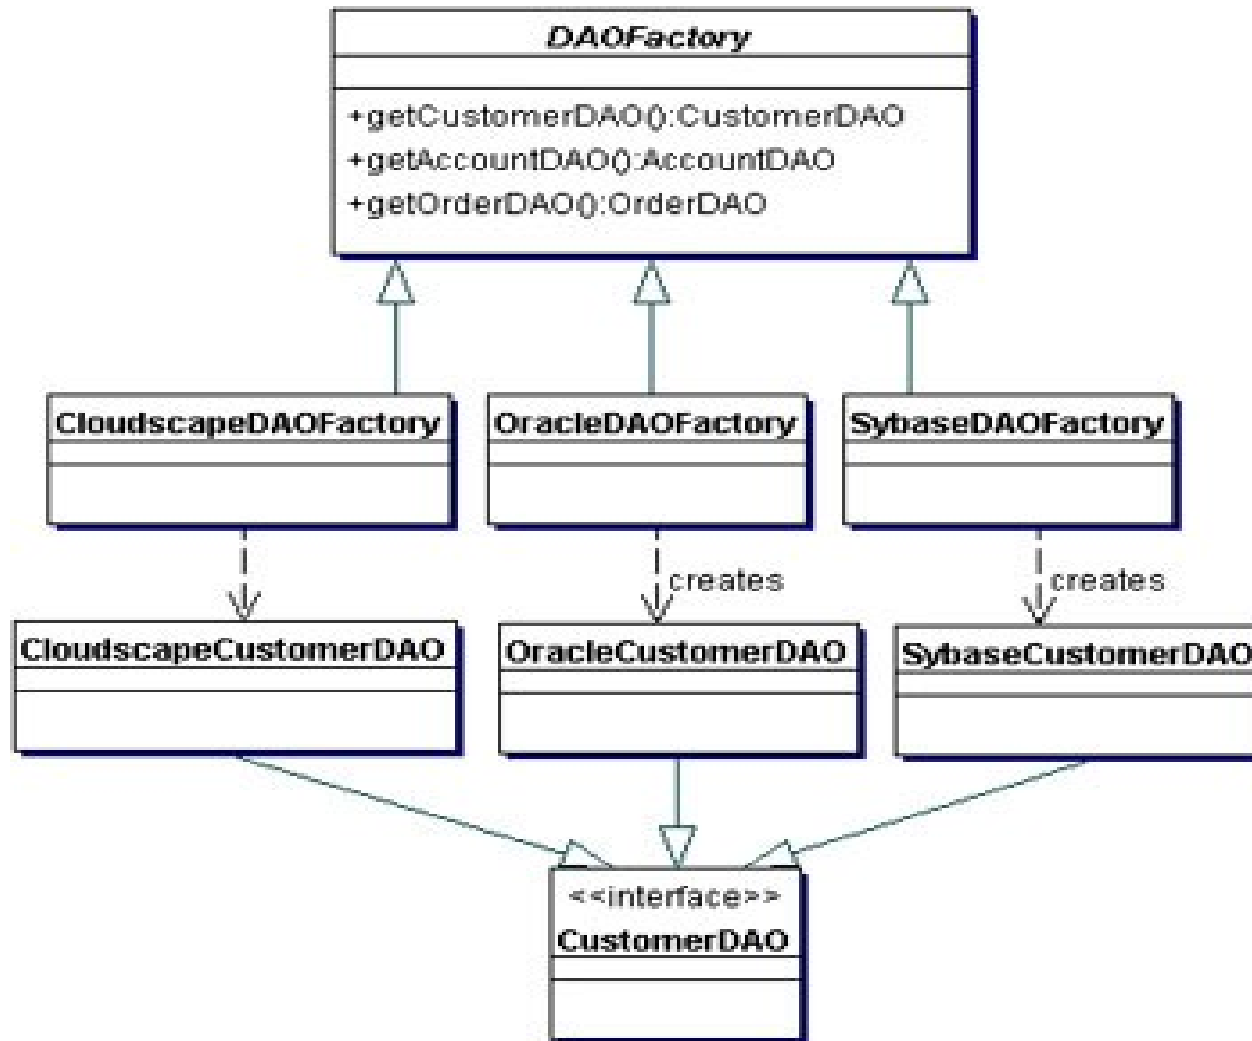 DAOFactory
+getCustomerDAO():CustomerDAO
+getAccountDAO():AccountDAO
+getOrderDAO():OrderDAO
CloudscapeDAOFactory
OracleDAOFactory
SybaseDAOFactory
creates
creates
CloudscapeCustomerDAO
OracleCustomerDAO
SybaseCustomerDAO
<<interface>>
CustomerDAO